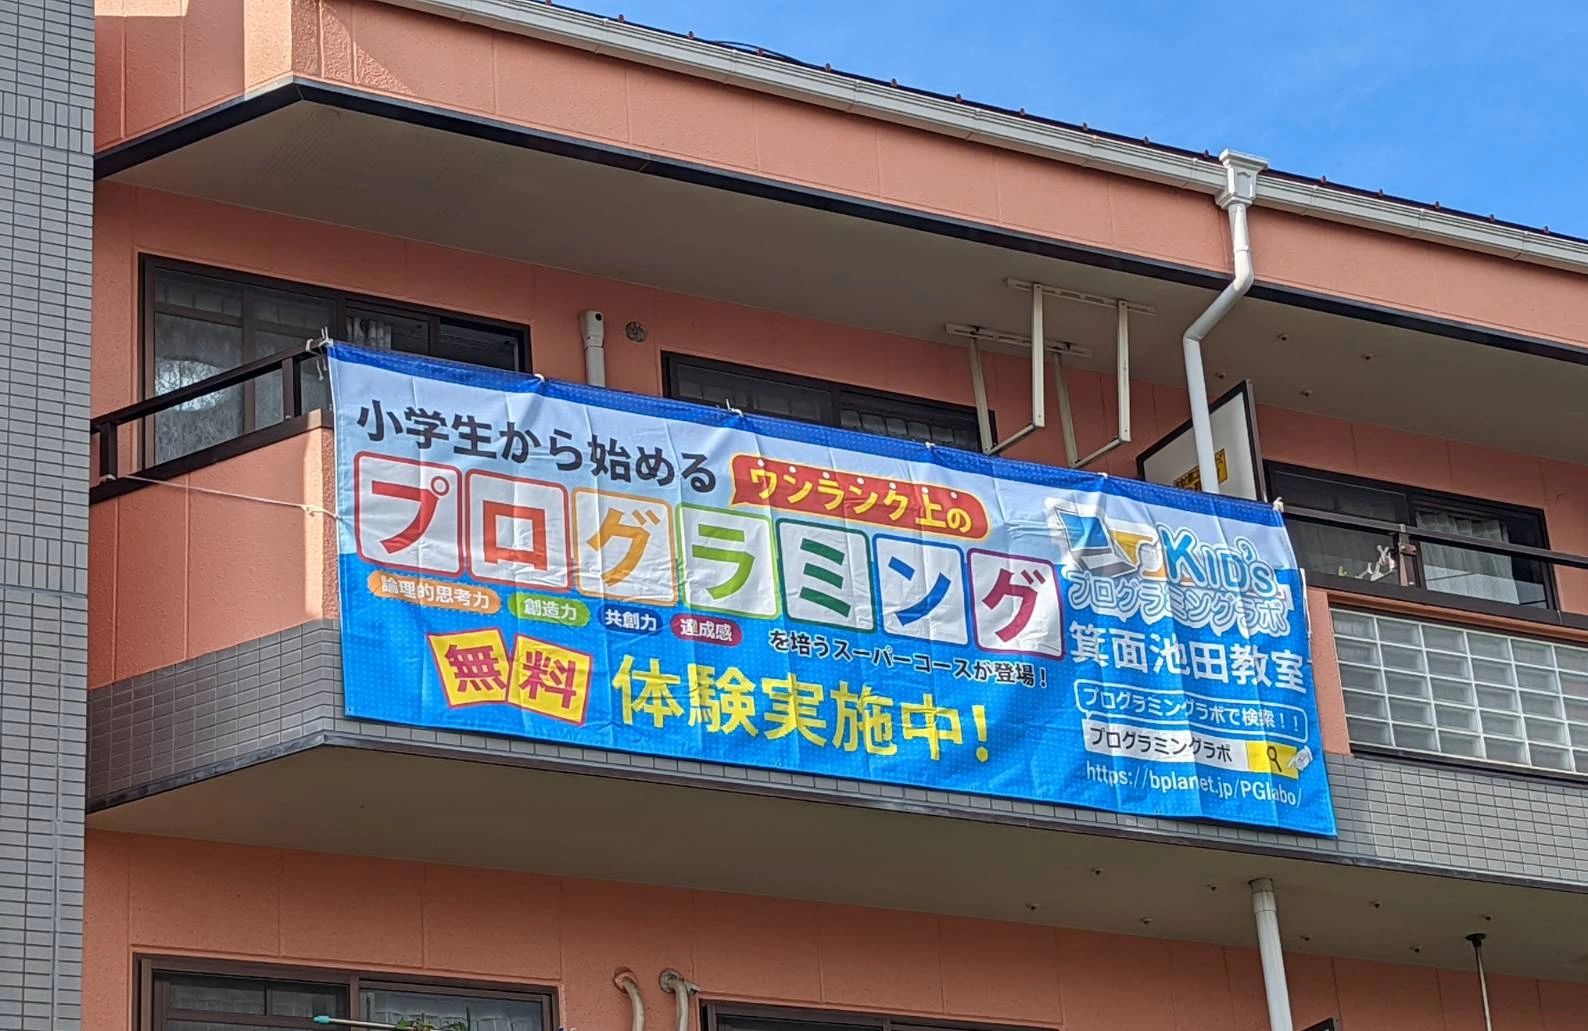 小学生から始める
ワンランク上の
プログラミング
論理的思考力
創造力
共創力
達成感
を培うスーパーコースが登場！
無料
体験実施中！
KID's
プログラミングラボ
箕面池田教室
プログラミングラボで検索！！
プログラミングラボ
https://bplanet.jp/PGlabo/